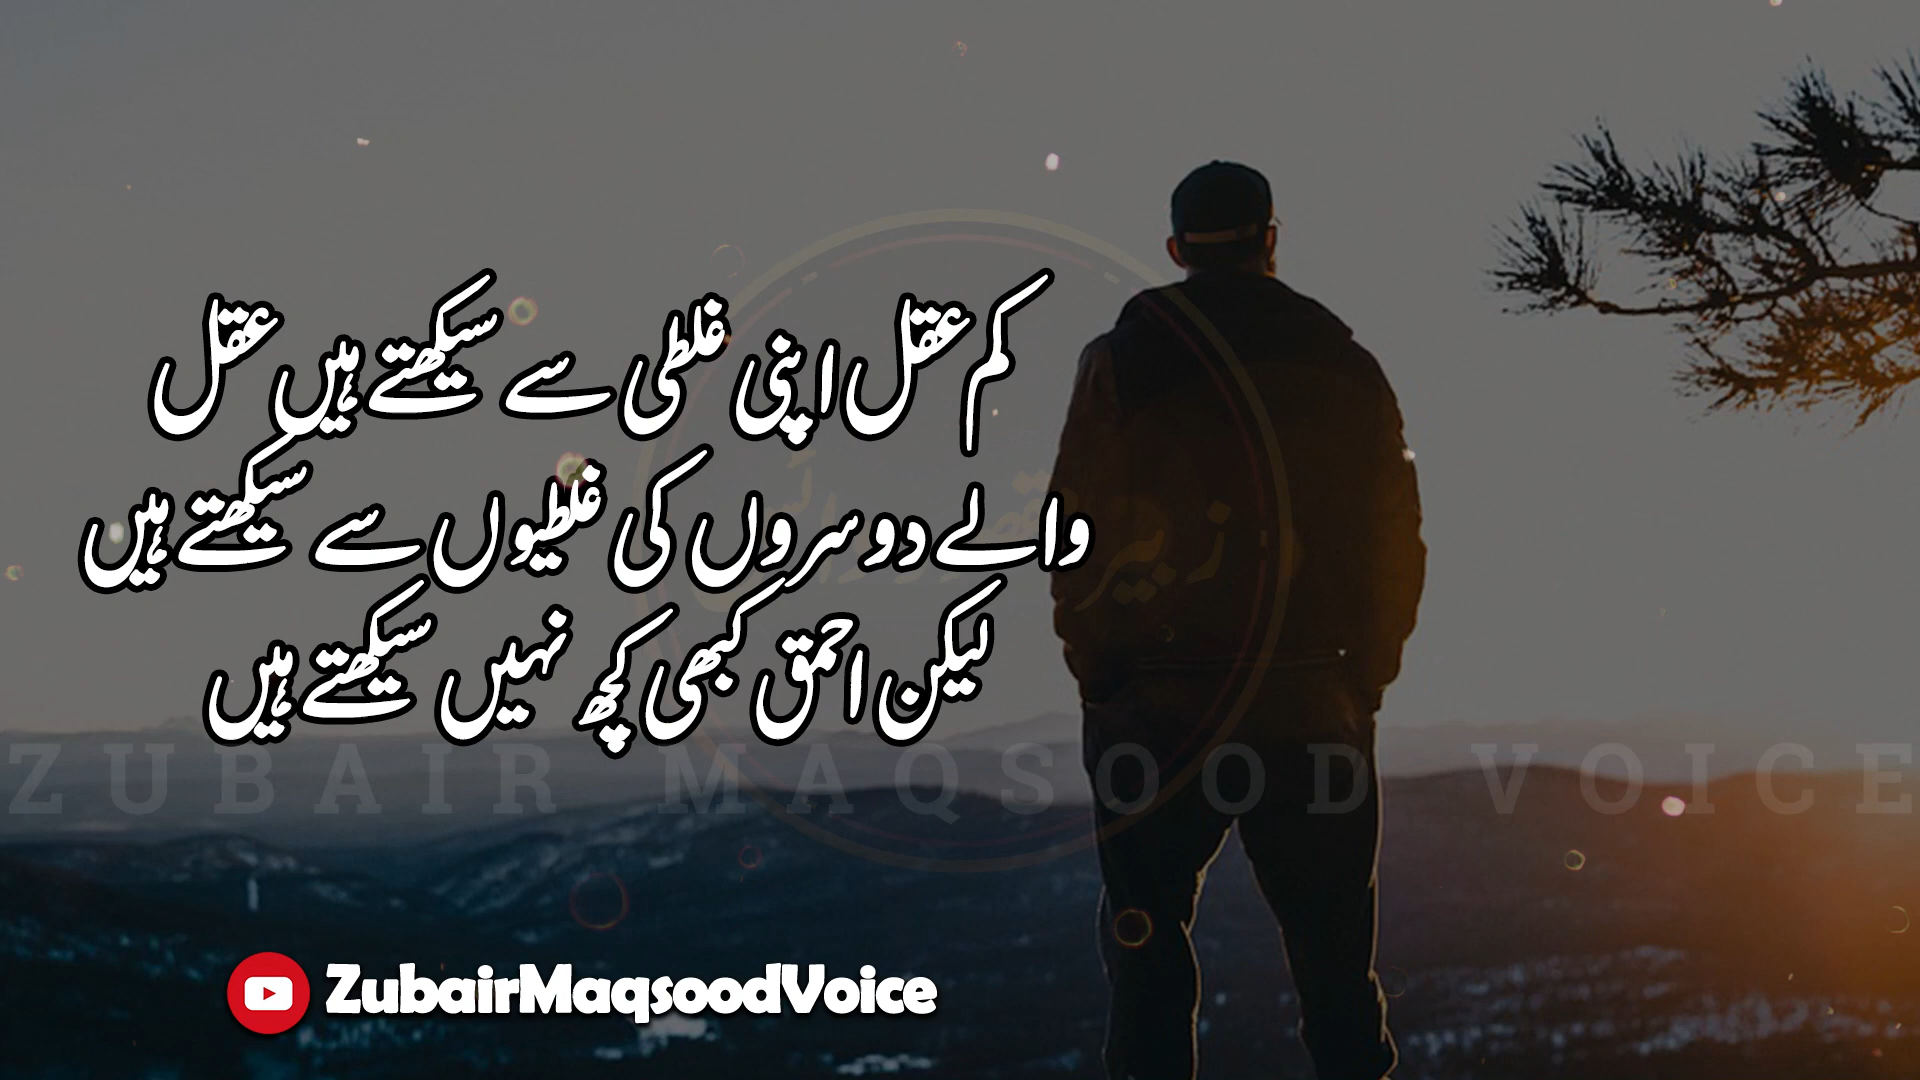 کم عقل اپنی غلطی سے سیکھتے ہیں عقل
والے دوسروں کی غلطیوں سے سیکھتے ہیں
لیکن احمق کبھی کچھ نہیں سیکھتے ہیں
ZUBAIR MAQSOOD VOICE
ZubairMaqsoodVoice